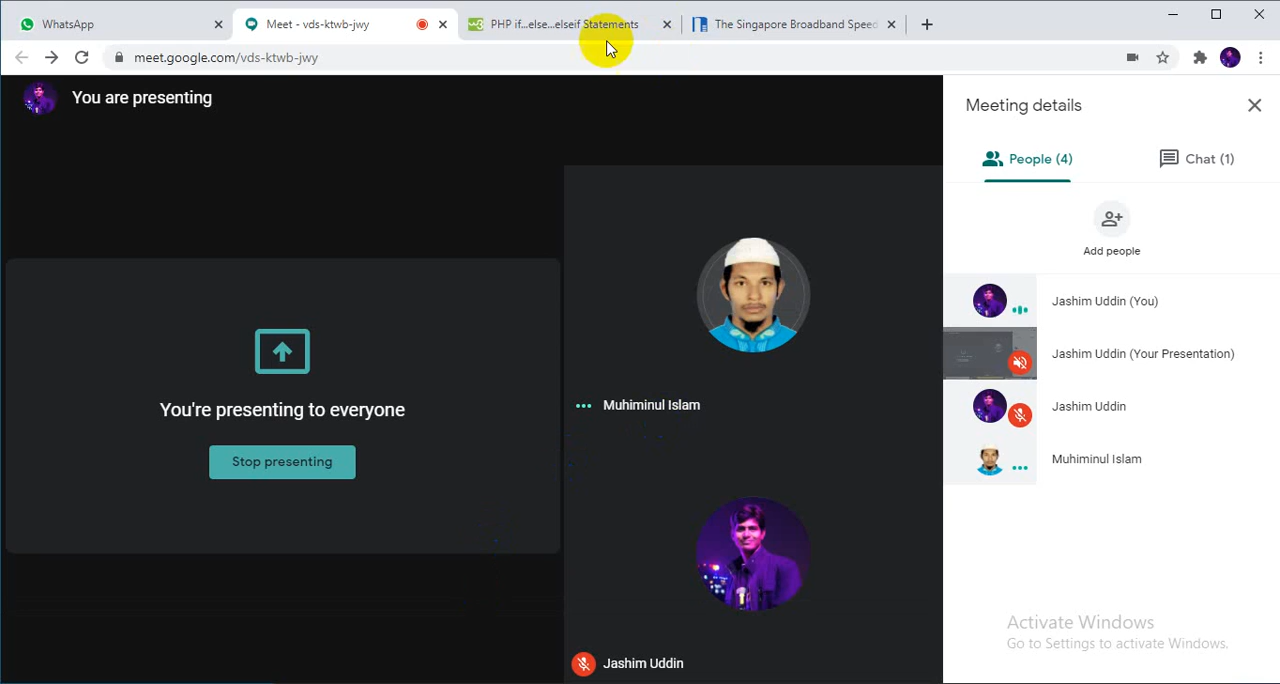 WhatsApp
Meet - vds-ktwb-jwy
PHP if...else...elseif Statements
The Singapore Broadband Speed
meet.google.com/vds-ktwb-jwy
You are presenting
Meeting details
People (4)
Chat (1)
Add people
Jashim Uddin (You)
Jashim Uddin (Your Presentation)
Jashim Uddin
Muhiminul Islam
You're presenting to everyone
Stop presenting
Muhiminul Islam
Jashim Uddin
Activate Windows
Go to Settings to activate Windows.